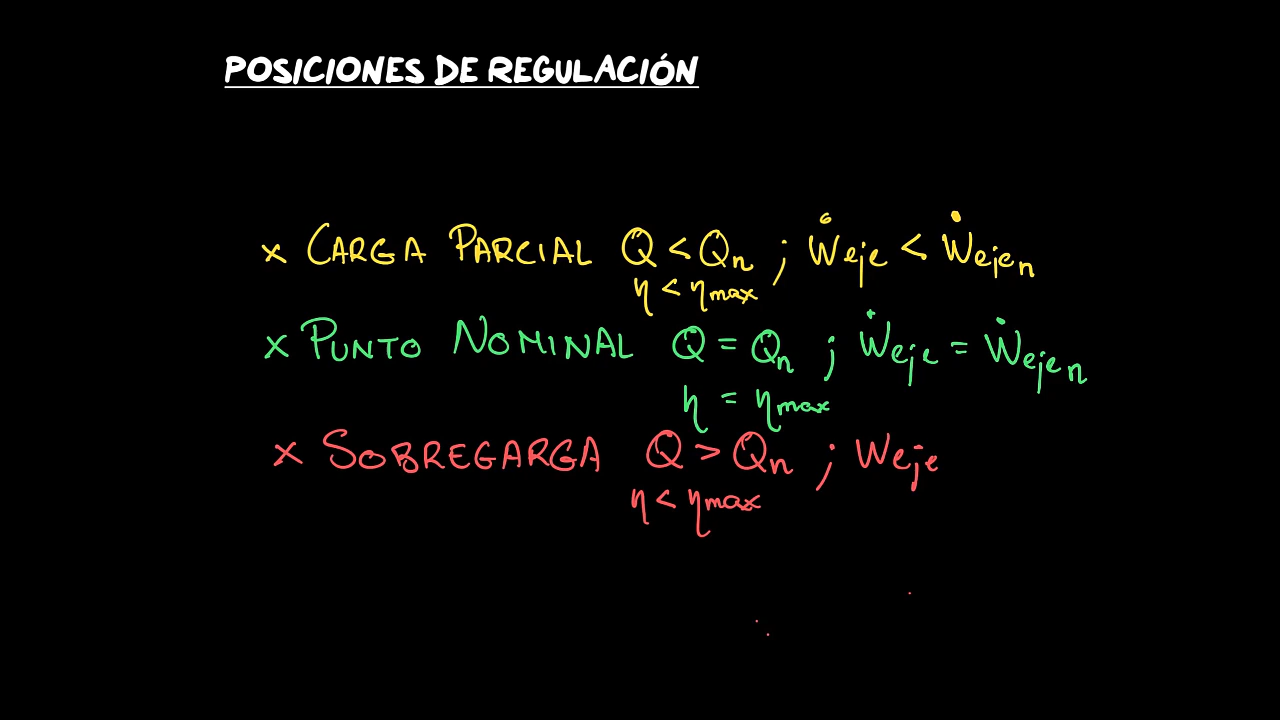 POSICIONES DE REGULACIÓN
x CARGA PARCIAL Q < Qn ; Ẇeje < Ẇejen
η < ηmax
x PUNTO NOMINAL Q = Qn ; Ẇeje = Ẇejen
η = ηmax
x SOBREGARGA Q > Qn ; Weje
η < ηmax